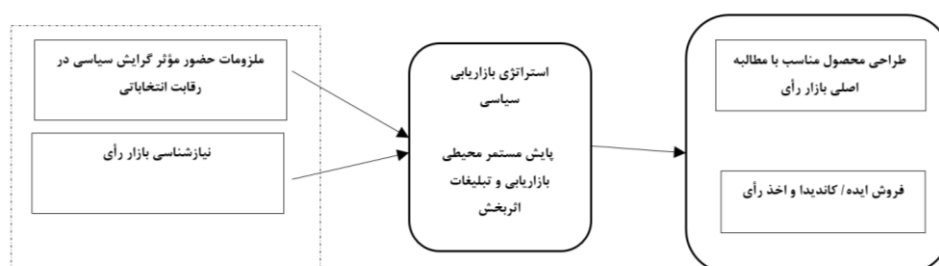 ملزومات حضور مؤثر گرایش سیاسی در
رقابت انتخاباتی
نیازشناسی بازار رأی
استراتژی بازاریابی
سیاسی
پایش مستمر محیطی
بازاریابی و تبلیغات
اثربخش
طراحی محصول مناسب با مطالبه
اصلی بازار رأی
فروش ایده/ کاندیدا و اخذ رأی